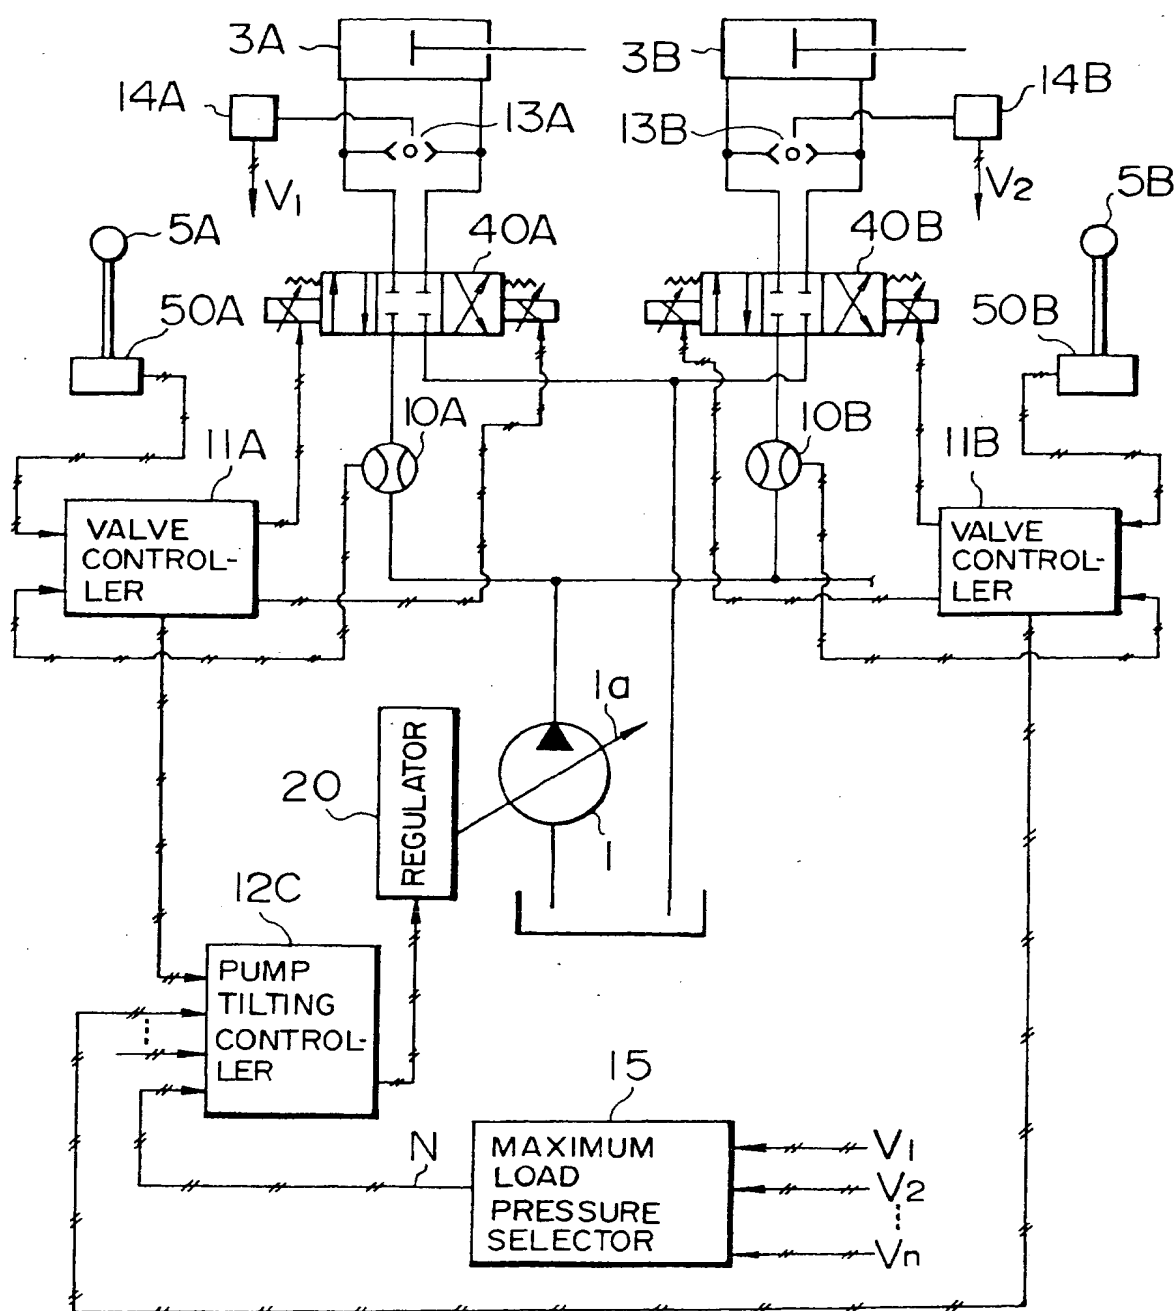 3A
3B
14A
13A
13B
14B
V1
V2
5A
40A
40B
5B
50A
50B
10A
10B
11A
11B
VALVE
CONTROL-
LER
VALVE
CONTROL-
LER
1a
20
REGULATOR
1
12C
PUMP
TILTING
CONTROL-
LER
15
N
MAXIMUM
LOAD
PRESSURE
SELECTOR
V1
V2
Vn